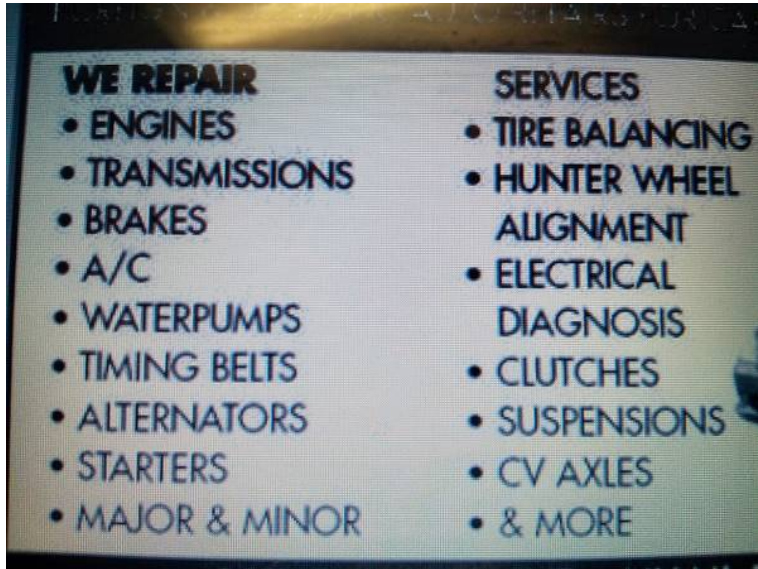 WE REPAIR
• ENGINES
• TRANSMISSIONS
• BRAKES
• A/C
• WATERPUMPS
• TIMING BELTS
• ALTERNATORS
• STARTERS
• MAJOR & MINOR
SERVICES
• TIRE BALANCING
• HUNTER WHEEL
ALIGNMENT
• ELECTRICAL
DIAGNOSIS
• CLUTCHES
• SUSPENSIONS
• CV AXLES
• & MORE